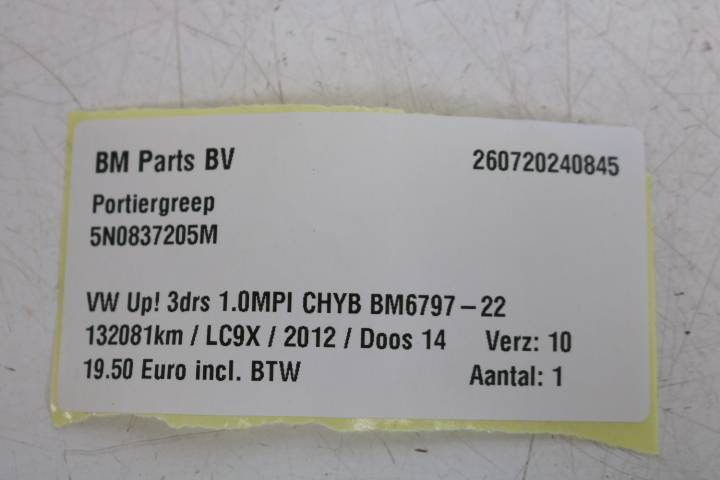 BM Parts BV 260720240845
Portiergreep
5N0837205M
VW Up! 3drs 1.0MPI CHYB BM6797-22
132081km / LC9X / 2012 / Doos 14 Verz: 10
19.50 Euro incl. BTW Aantal: 1